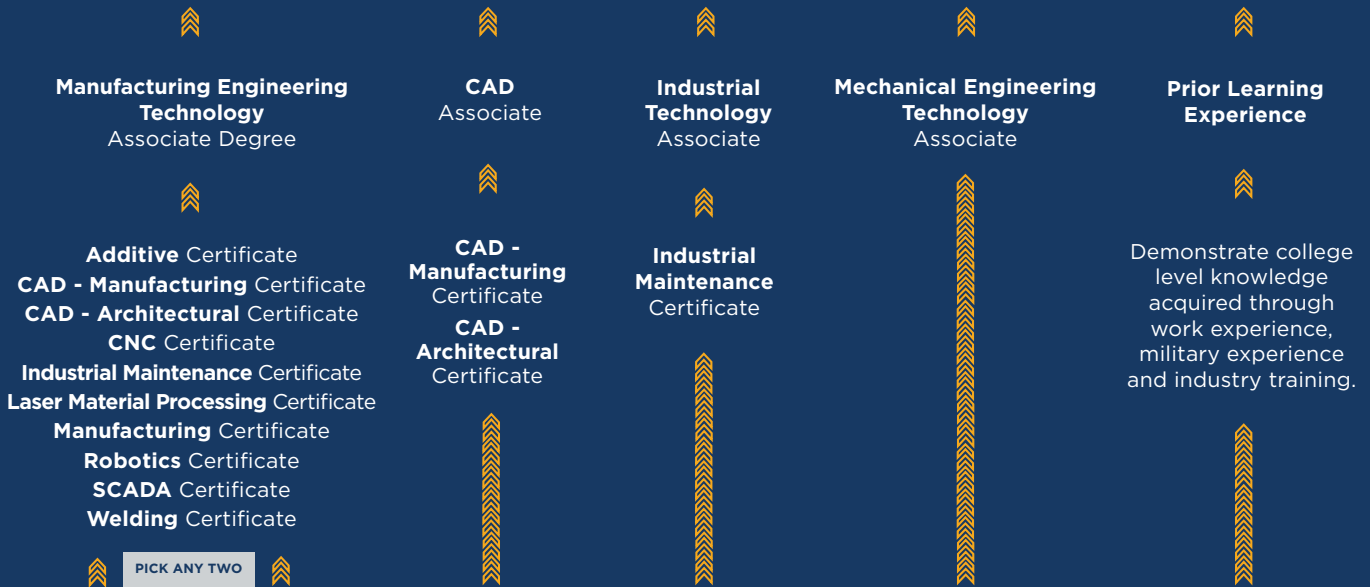 Manufacturing Engineering
Technology
Associate Degree
Additive Certificate
CAD - Manufacturing Certificate
CAD - Architectural Certificate
CNC Certificate
Industrial Maintenance Certificate
Laser Material Processing Certificate
Manufacturing Certificate
Robotics Certificate
SCADA Certificate
Welding Certificate
PICK ANY TWO
CAD
Associate
CAD -
Manufacturing
Certificate
CAD -
Architectural
Certificate
Industrial
Technology
Associate
Industrial
Maintenance
Certificate
Mechanical Engineering
Technology
Associate
Prior Learning
Experience
Demonstrate college
level knowledge
acquired through
work experience,
military experience
and industry training.